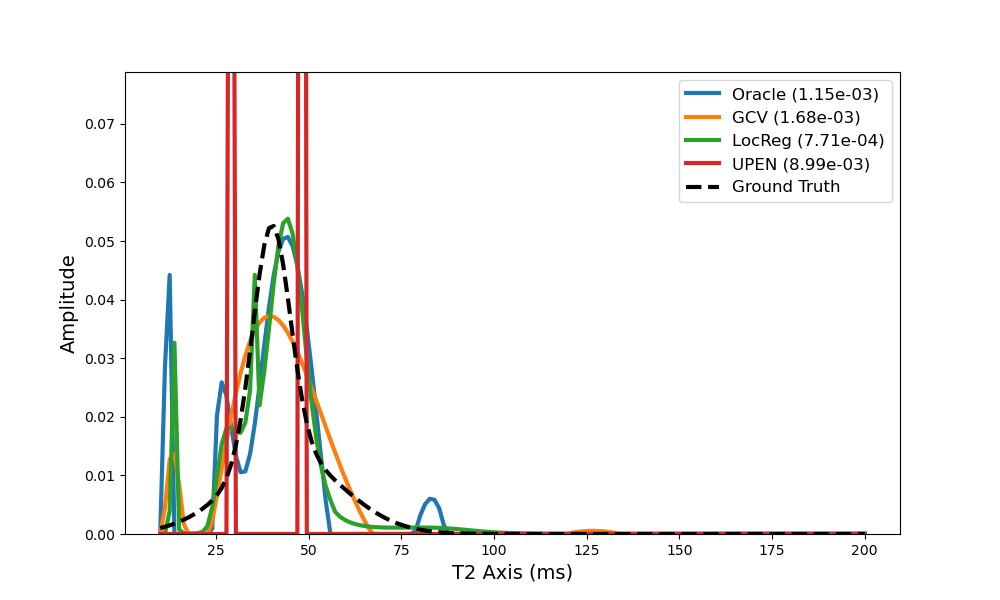 Oracle (1.15e-03)
GCV (1.68e-03)
LocReg (7.71e-04)
UPEN (8.99e-03)
Ground Truth
Amplitude
0.07
0.06
0.05
0.04
0.03
0.02
0.01
0.00
25 50 75 100 125 150 175 200
T2 Axis (ms)